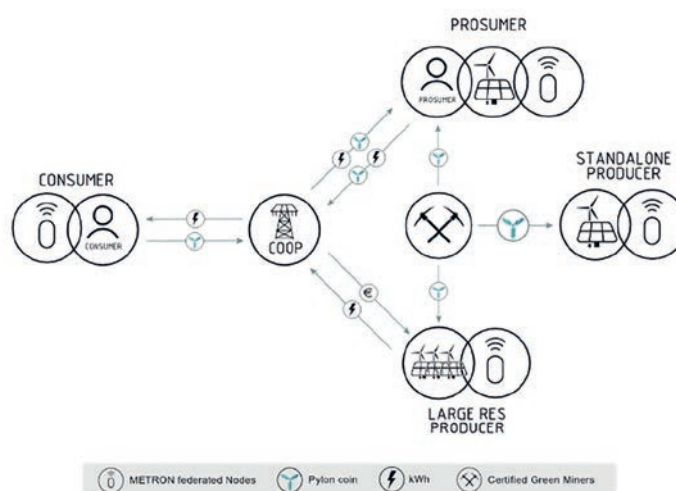 PROSUMER
PROSUMER
STANDALONE
PRODUCER
CONSUMER
CONSUMER
COOP
€
LARGE RES
PRODUCER
METRON federated Nodes
Pylon coin
kWh
Certified Green Miners